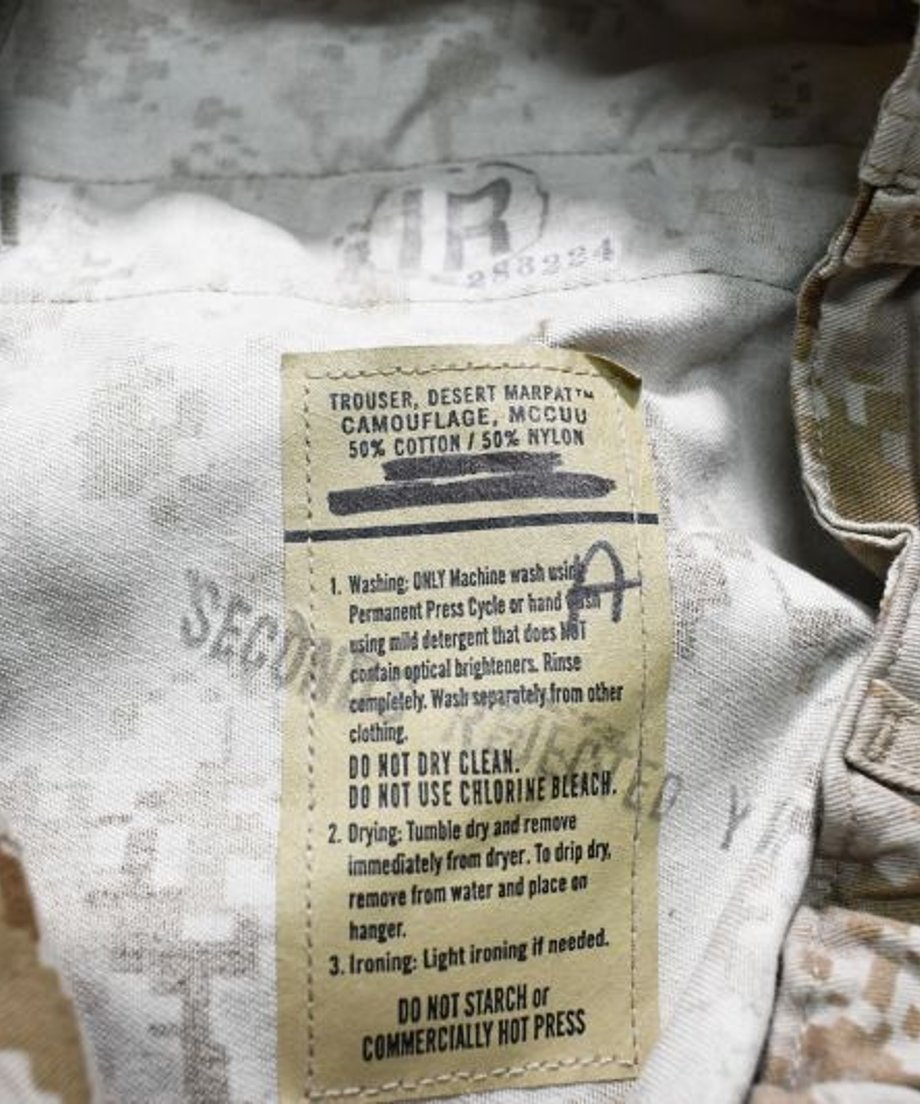 IR
288224
TROUSER, DESERT MARPAT™
CAMOUFLAGE, MCCUU
50% COTTON / 50% NYLON
A
1. Washing: ONLY Machine wash using
Permanent Press Cycle or hand wash
using mild detergent that does NOT
contain optical brighteners. Rinse
completely. Wash separately from other
clothing.
DO NOT DRY CLEAN.
DO NOT USE CHLORINE BLEACH.
SECOND REJECTED
2. Drying: Tumble dry and remove
immediately from dryer. To drip dry,
remove from water and place on
hanger.
3. Ironing: Light ironing if needed.
DO NOT STARCH or
COMMERCIALLY HOT PRESS